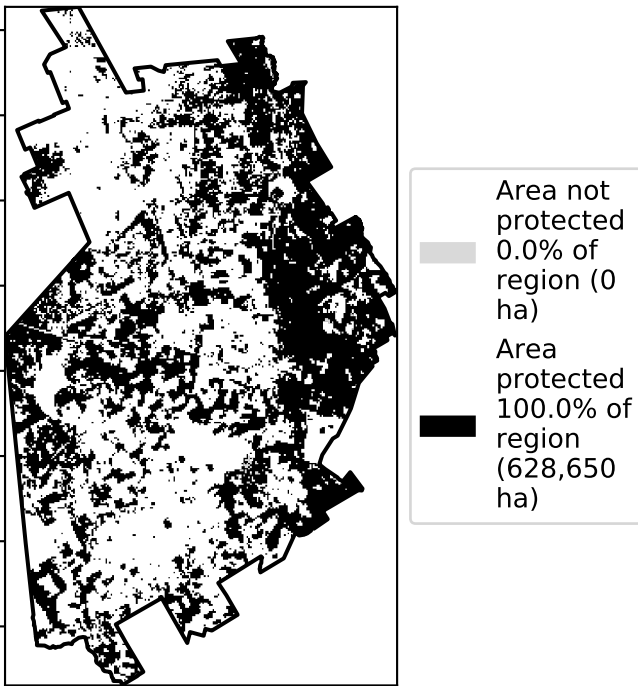 Area not
protected
0.0% of
region (0
ha)
Area
protected
100.0% of
region
(628,650
ha)